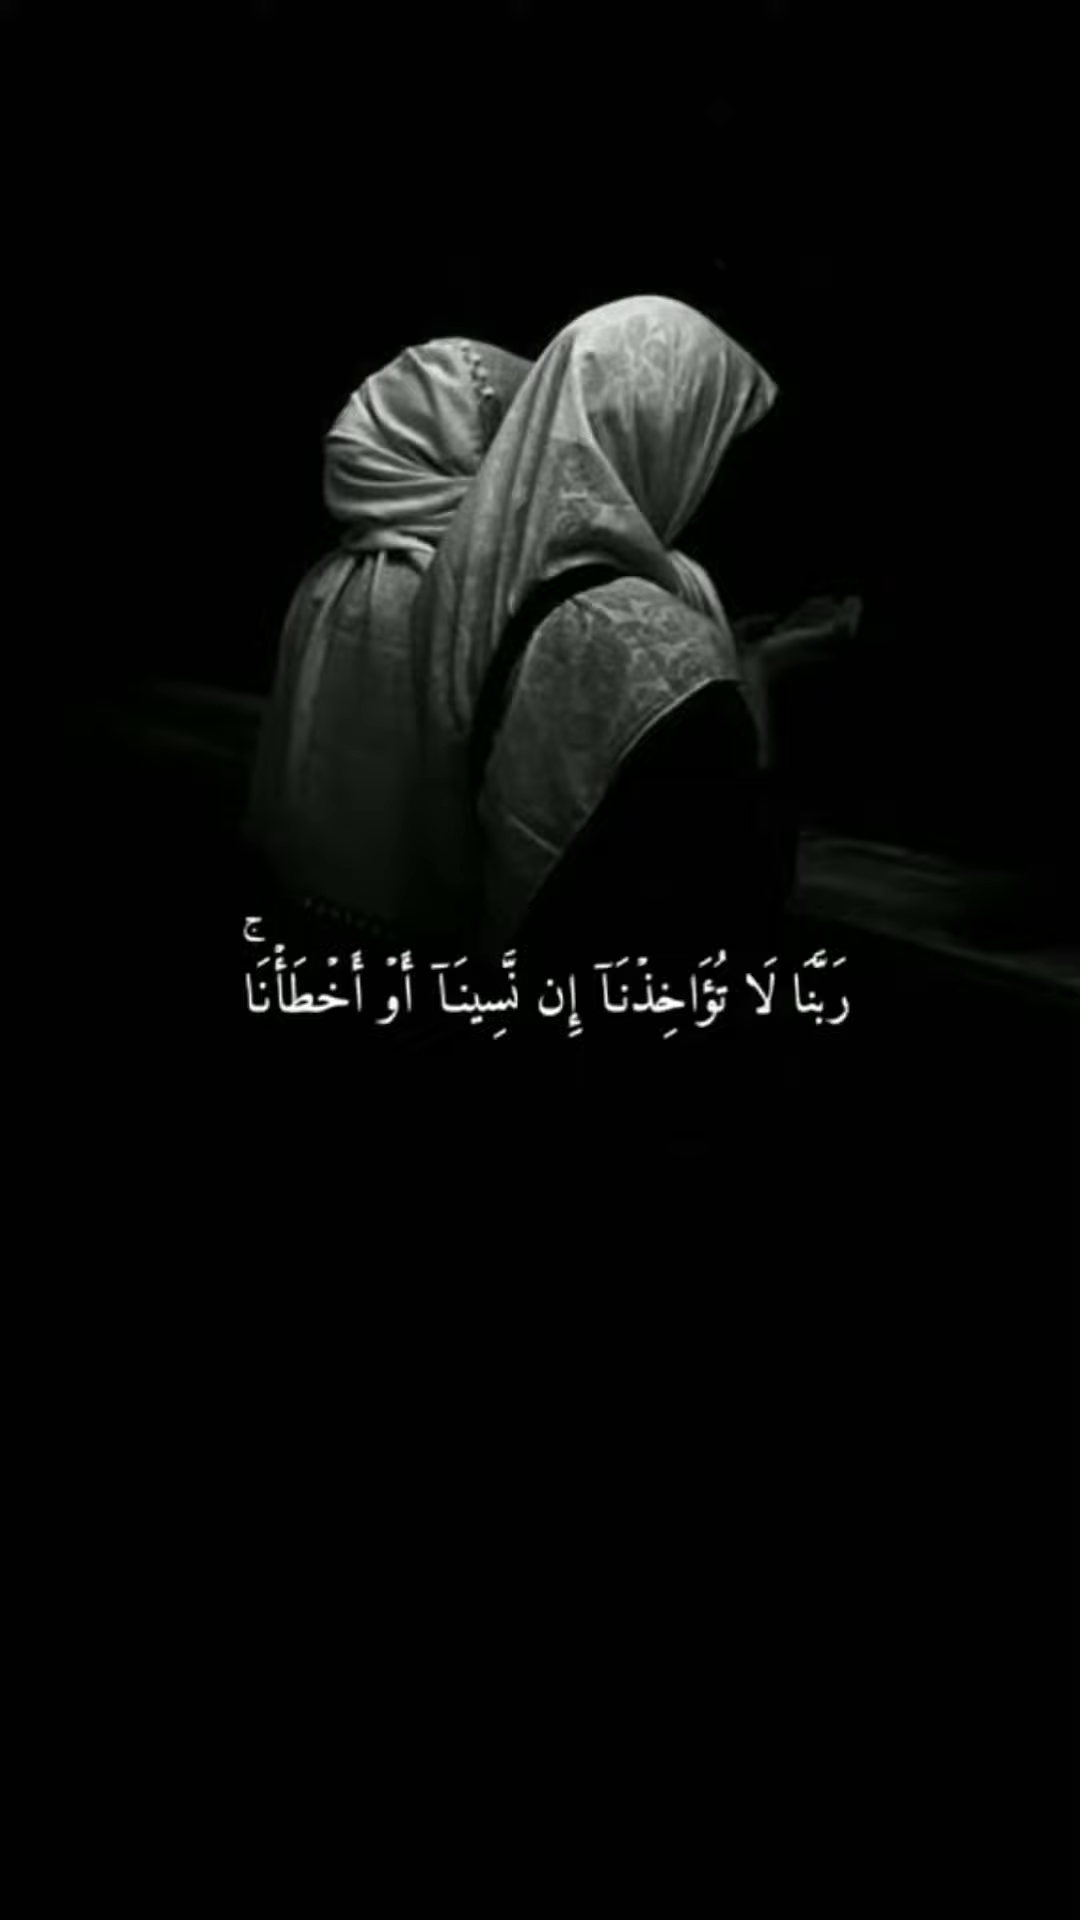 رَبَّنَا لَا تُؤَاخِذْنَآ إِن نَّسِينَآ أَوْ أَخْطَأْنَا ۚ